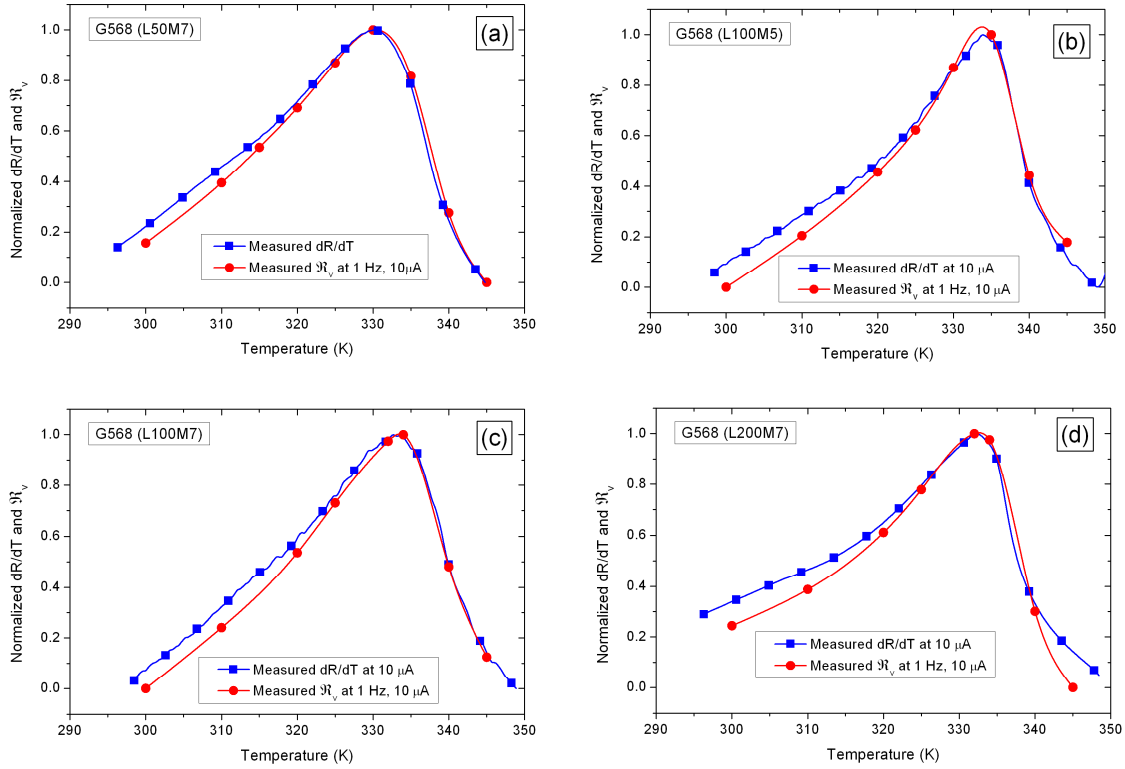 G568 (L50M7)
(a)
Normalized dR/dT and ℜv
1.0
0.8
0.6
0.4
0.2
0.0
Measured dR/dT
Measured ℜv at 1 Hz, 10μA
290 300 310 320 330 340 350
Temperature (K)
G568 (L100M5)
(b)
Normalized dR/dT and ℜv
1.0
0.8
0.6
0.4
0.2
0.0
Measured dR/dT at 10 μA
Measured ℜv at 1 Hz, 10 μA
290 300 310 320 330 340 350
Temperature (K)
G568 (L100M7)
(c)
Normalized dR/dT and ℜv
1.0
0.8
0.6
0.4
0.2
0.0
Measured dR/dT at 10 μA
Measured ℜv at 1 Hz, 10 μA
290 300 310 320 330 340 350
Temperature (K)
G568 (L200M7)
(d)
Normalized dR/dT and ℜv
1.0
0.8
0.6
0.4
0.2
0.0
Measured dR/dT at 10 μA
Measured ℜv at 1 Hz, 10 μA
290 300 310 320 330 340 350
Temperature (K)